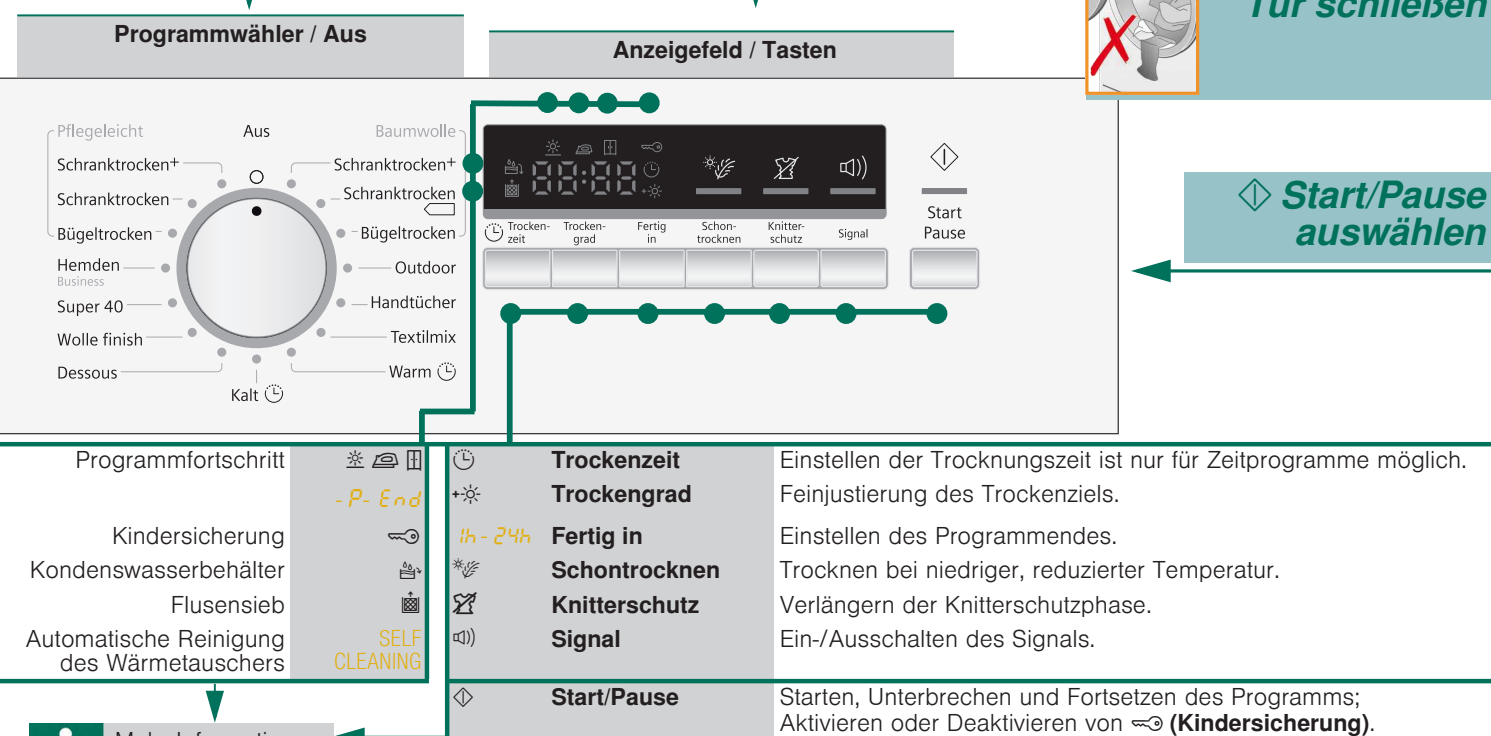 Tür schließen
Programmwähler / Aus
Anzeigefeld / Tasten
Pflegeleicht
Aus
Baumwolle
Schranktrocken+
Schranktrocken+
Schranktrocken
Schranktrocken
Bügeltrocken
Bügeltrocken
Hemden
Business
Outdoor
Super 40
Handtücher
Wolle finish
Textilmix
Dessous
Warm
Kalt
88:88
Trocken-
zeit
Trocken-
grad
Fertig
in
Schon-
trocknen
Knitter-
schutz
Signal
Start
Pause
Start/Pause
auswählen
Programmfortschritt
-P- End
Kindersicherung
Kondenswasserbehälter
Flusensieb
Automatische Reinigung SELF
des Wärmetauschers CLEANING
Trockenzeit Einstellen der Trocknungszeit ist nur für Zeitprogramme möglich.
Trockengrad Feinjustierung des Trockenziels.
1h - 24h Fertig in Einstellen des Programmendes.
Schontrocknen Trocknen bei niedriger, reduzierter Temperatur.
Knitterschutz Verlängern der Knitterschutzphase.
Signal Ein-/Ausschalten des Signals.
Start/Pause Starten, Unterbrechen und Fortsetzen des Programms;
Aktivieren oder Deaktivieren von (Kindersicherung).